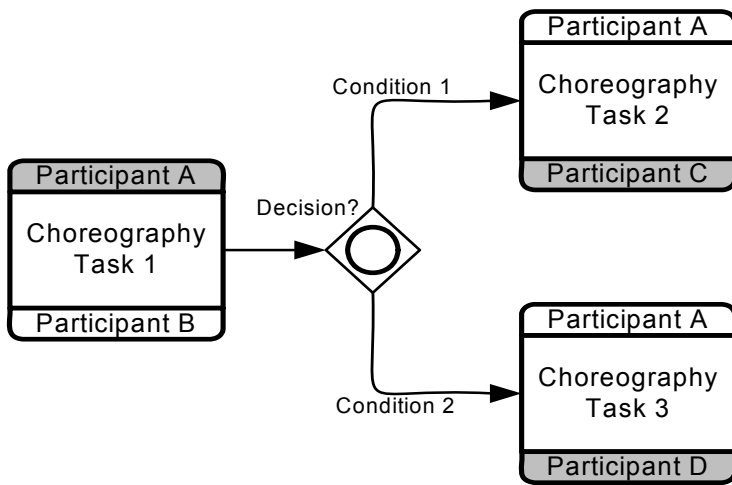 Participant A
Choreography
Task 1
Participant B
Decision?
Condition 1
Participant A
Choreography
Task 2
Participant C
Condition 2
Participant A
Choreography
Task 3
Participant D